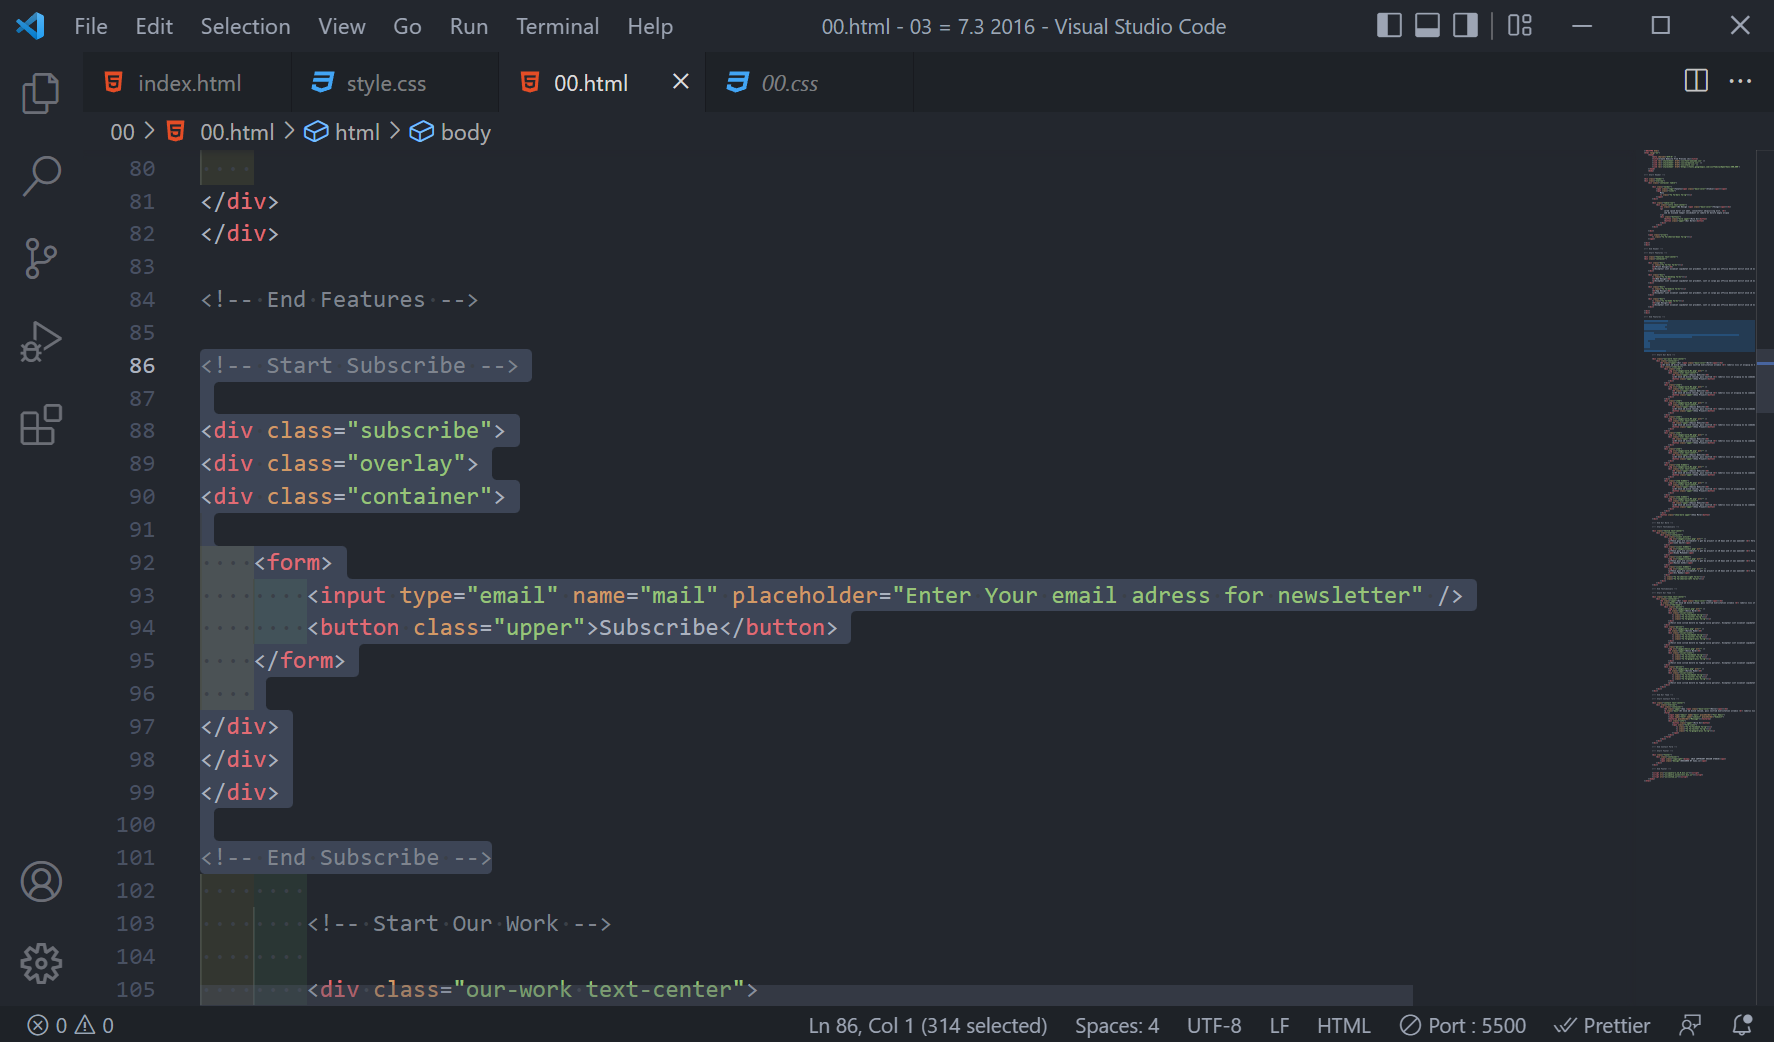 File Edit Selection View Go Run Terminal Help 00.html - 03 = 7.3 2016 - Visual Studio Code
index.html style.css 00.html 00.css
00 > 00.html > html > body
80
81 </div>
82 </div>
83
84 <!-- End Features -->
85
86 <!-- Start Subscribe -->
87
88 <div class="subscribe">
89 <div class="overlay">
90 <div class="container">
91
92 <form>
93 <input type="email" name="mail" placeholder="Enter Your email adress for newsletter" />
94 <button class="upper">Subscribe</button>
95 </form>
96
97 </div>
98 </div>
99 </div>
100
101 <!-- End Subscribe -->
102
103 <!-- Start Our Work -->
104
105 <div class="our-work text-center">
0 0 Ln 86, Col 1 (314 selected) Spaces: 4 UTF-8 LF HTML Port : 5500 Prettier